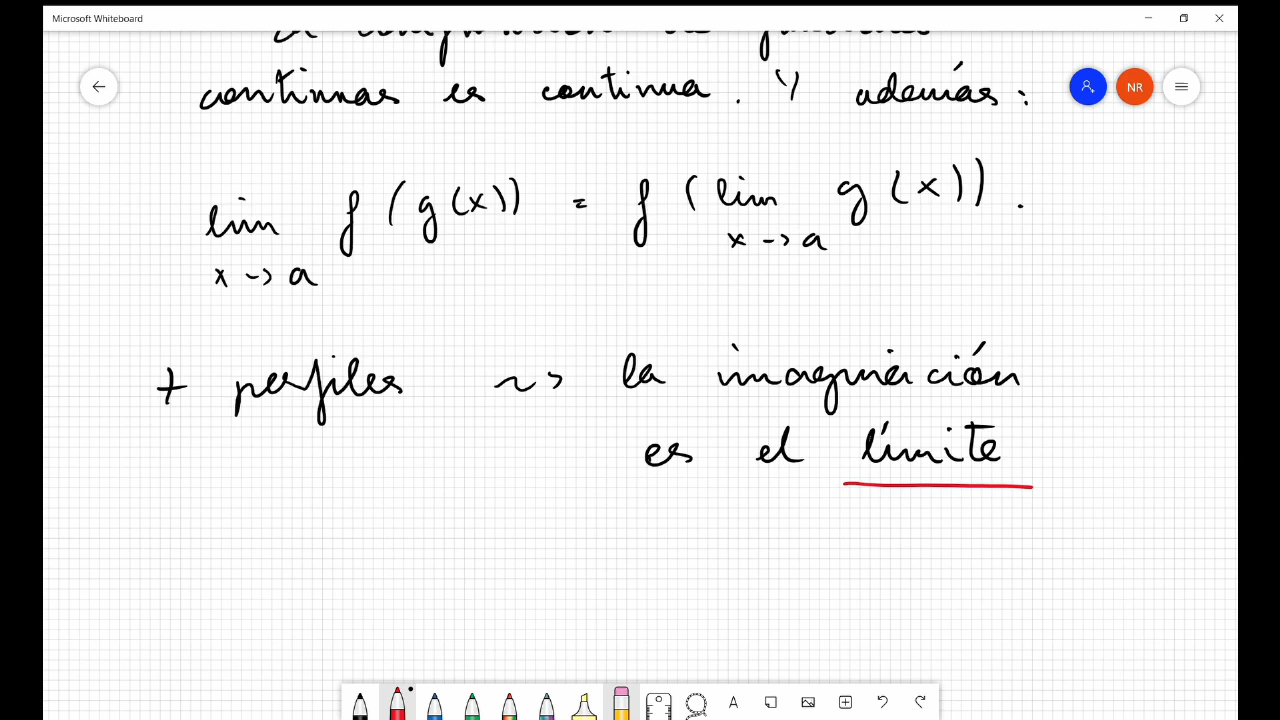 Microsoft Whiteboard
continuas es continua. Y además:
NR
lim f(g(x)) = f(lim g(x)).
x → a x → a
+ perfiles ~> la imaginación
es el límite
A